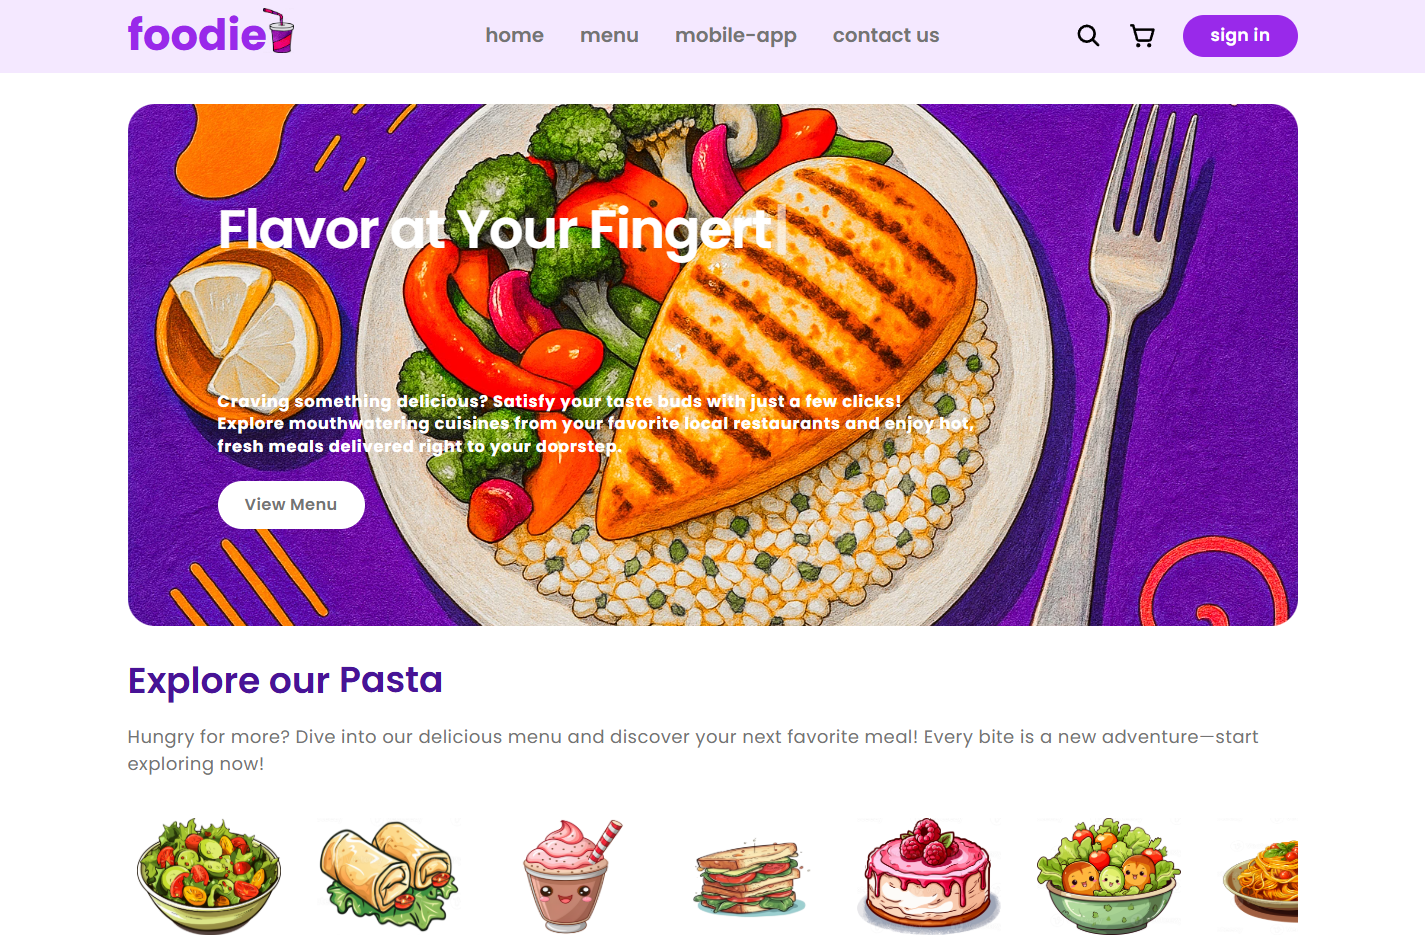 foodie
home menu mobile-app contact us
sign in
Flavor at Your Fingert|
Craving something delicious? Satisfy your taste buds with just a few clicks!
Explore mouthwatering cuisines from your favorite local restaurants and enjoy hot,
fresh meals delivered right to your doorstep.
View Menu
Explore our Pasta
Hungry for more? Dive into our delicious menu and discover your next favorite meal! Every bite is a new adventure—start
exploring now!